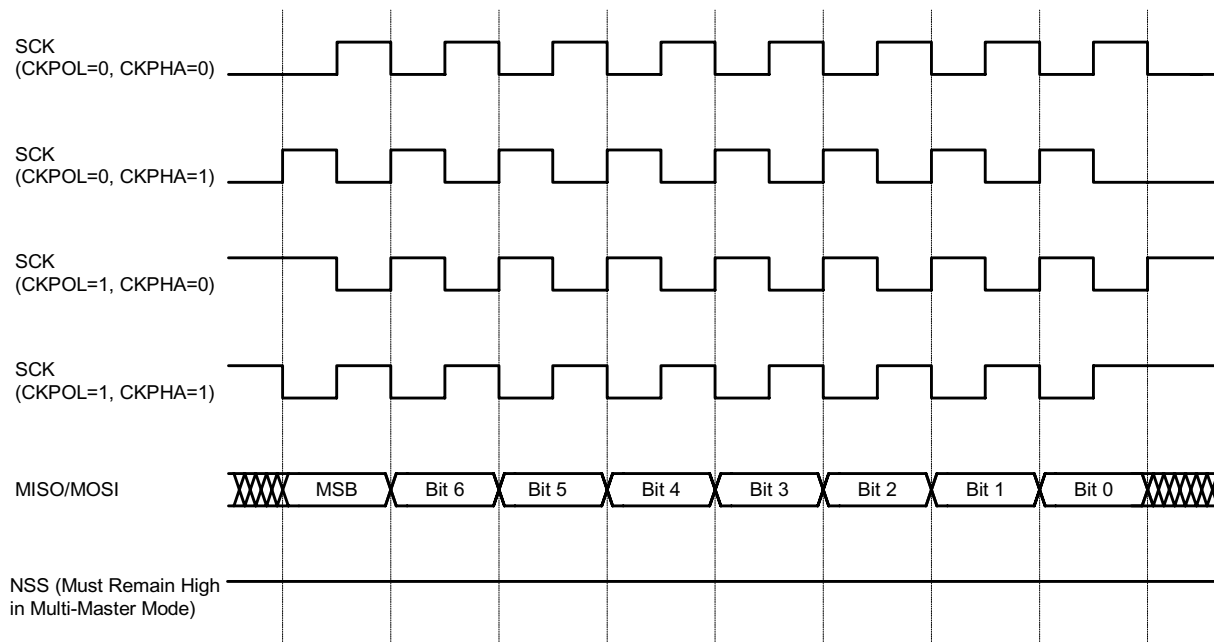 SCK
(CKPOL=0, CKPHA=0)
SCK
(CKPOL=0, CKPHA=1)
SCK
(CKPOL=1, CKPHA=0)
SCK
(CKPOL=1, CKPHA=1)
MISO/MOSI MSB Bit 6 Bit 5 Bit 4 Bit 3 Bit 2 Bit 1 Bit 0
NSS (Must Remain High
in Multi-Master Mode)